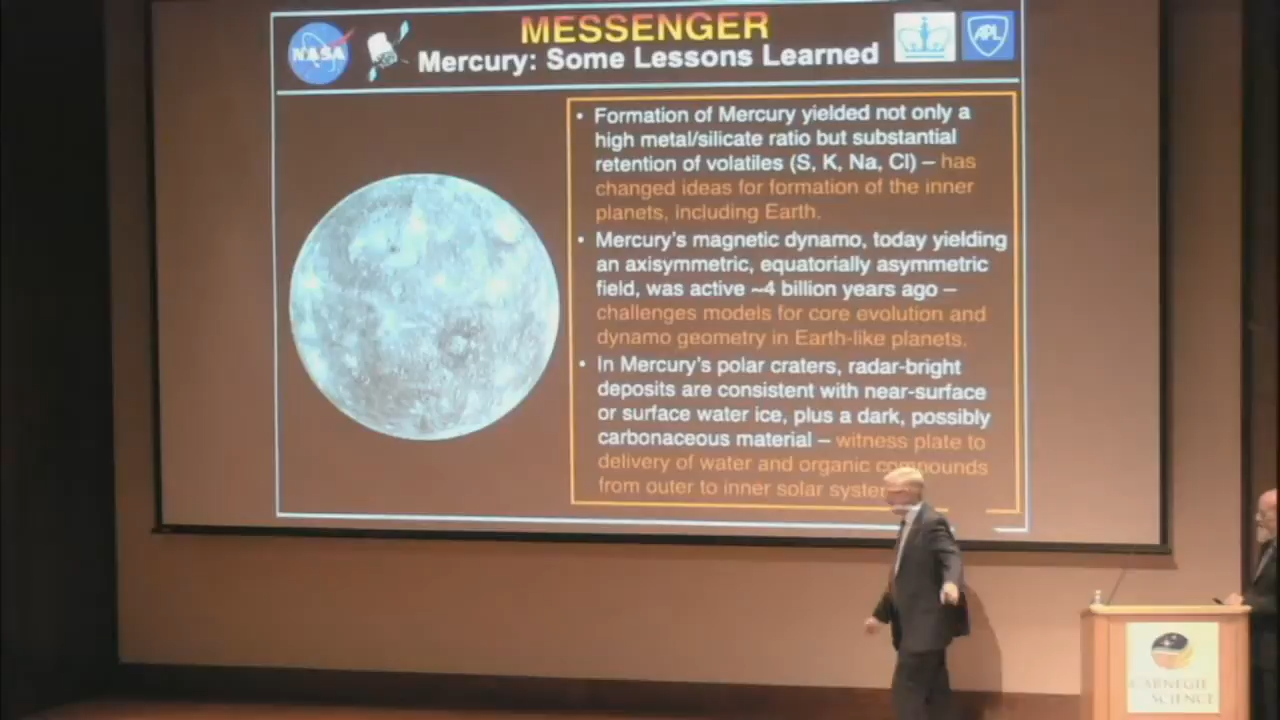 MESSENGER
NASA
Mercury: Some Lessons Learned
APL
• Formation of Mercury yielded not only a
high metal/silicate ratio but substantial
retention of volatiles (S, K, Na, Cl) – has
changed ideas for formation of the inner
planets, including Earth.
• Mercury's magnetic dynamo, today yielding
an axisymmetric, equatorially asymmetric
field, was active ~4 billion years ago –
challenges models for core evolution and
dynamo geometry in Earth-like planets.
• In Mercury's polar craters, radar-bright
deposits are consistent with near-surface
or surface water ice, plus a dark, possibly
carbonaceous material – witness plate to
delivery of water and organic compounds
from outer to inner solar system
CARNEGIE
SCIENCE